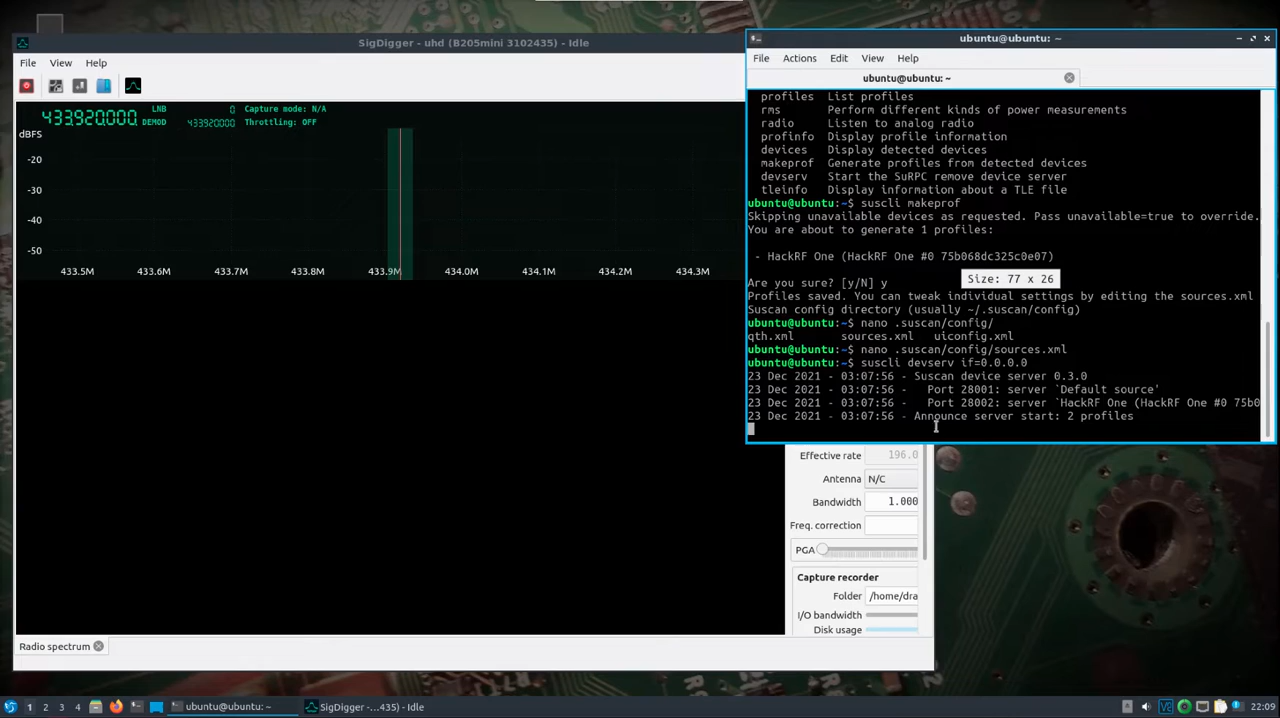 SigDigger - uhd (B205mini 3102435) - Idle
File View Help
433.920.000. LNB 0 Capture mode: N/A
DEMOD 433920000 Throttling: OFF
dBFS
-20
-30
-40
-50
433.5M 433.6M 433.7M 433.8M 433.9M 434.0M 434.1M 434.2M 434.3M
ubuntu@ubuntu: ~
File Actions Edit View Help
ubuntu@ubuntu: ~
profiles List profiles
rms Perform different kinds of power measurements
radio Listen to analog radio
profinfo Display profile information
devices Display detected devices
makeprof Generate profiles from detected devices
devserv Start the SuRPC remove device server
tleinfo Display information about a TLE file
ubuntu@ubuntu:~$ suscli makeprof
Skipping unavailable devices as requested. Pass unavailable=true to override.
You are about to generate 1 profiles:
- HackRF One (HackRF One #0 75b068dc325c0e07)
Size: 77 x 26
Are you sure? [y/N] y
Profiles saved. You can tweak individual settings by editing the sources.xml
Suscan config directory (usually ~/.suscan/config)
ubuntu@ubuntu:~$ nano .suscan/config/
qth.xml sources.xml uiconfig.xml
ubuntu@ubuntu:~$ nano .suscan/config/sources.xml
ubuntu@ubuntu:~$ suscli devserv if=0.0.0.0
23 Dec 2021 - 03:07:56 - Suscan device server 0.3.0
23 Dec 2021 - 03:07:56 - Port 28001: server `Default source'
23 Dec 2021 - 03:07:56 - Port 28002: server `HackRF One (HackRF One #0 75b0
23 Dec 2021 - 03:07:56 - Announce server start: 2 profiles
Effective rate 196.0
Antenna N/C
Bandwidth 1.000
Freq. correction
PGA
Capture recorder
Folder /home/dra
I/O bandwidth
Disk usage
Radio spectrum
1 2 3 4 ubuntu@ubuntu: ~ SigDigger -...435) - Idle 22:09